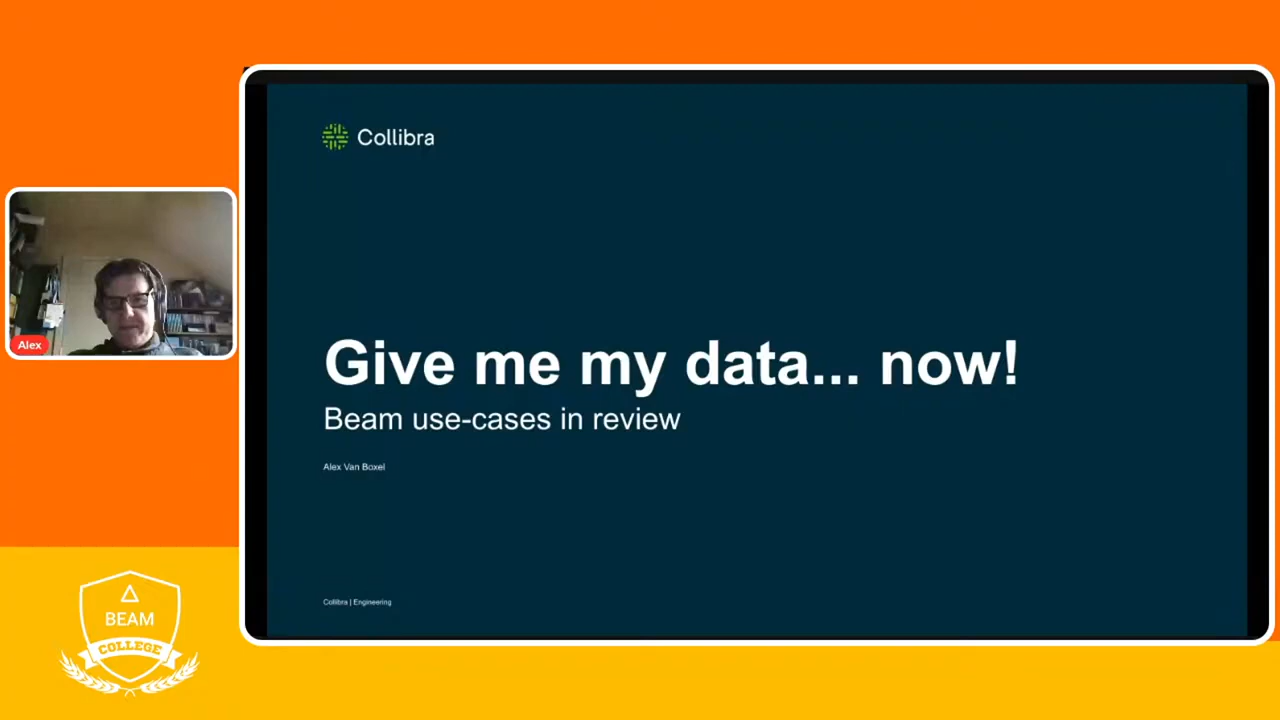 Collibra
Give me my data... now!
Beam use-cases in review
Alex Van Boxel
Collibra | Engineering
Alex
BEAM
COLLEGE